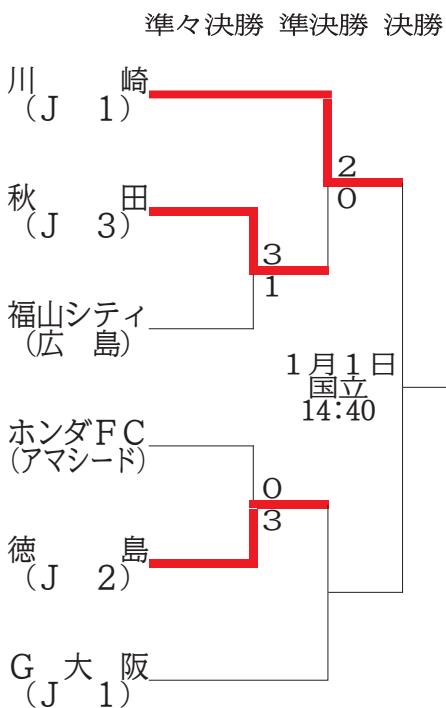 準々決勝 準決勝 決勝
川崎
(J 1)
2
0
秋田
(J 3)
3
1
福山シティ
(広島)
1月1日
国立
14:40
ホンダFC
(アマシード)
0
3
徳島
(J 2)
G大阪
(J 1)